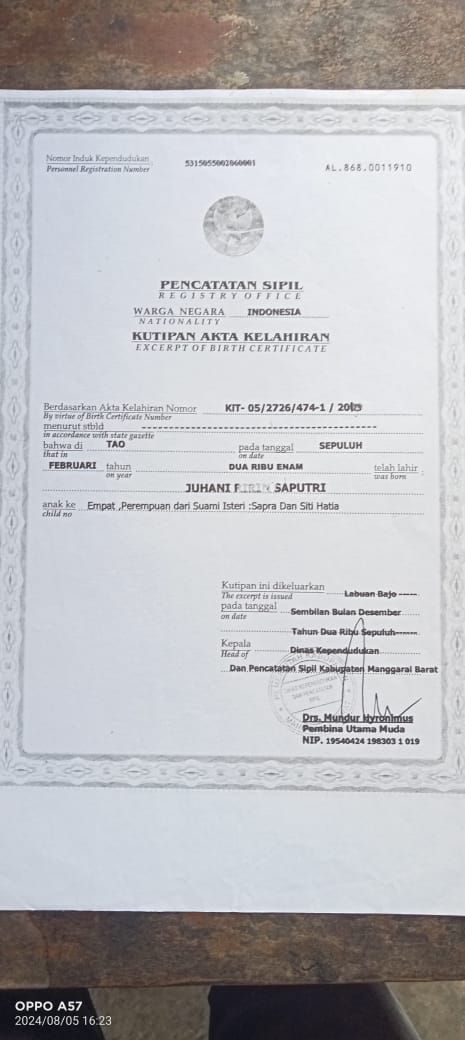 Nomor Induk Kependudukan 5315055002060001 AL.868.0011910
Personnel Registration Number
PENCATATAN SIPIL
REGISTRY OFFICE
WARGA NEGARA INDONESIA
NATIONALITY
KUTIPAN AKTA KELAHIRAN
EXCERPT OF BIRTH CERTIFICATE
Berdasarkan Akta Kelahiran Nomor KIT- 05/2726/474-1 /
By virtue of Birth Certificate Number
menurut stbld
in accordance with state gazette
bahwa di TAO pada tanggal SEPULUH
that in on date
FEBRUARI tahun DUA RIBU ENAM telah lahir :
on year was born
JUHANI SAPUTRI
anak ke Empat ,Perempuan dari Suami Isteri :Sapra Dan Siti Hatia
child no
Kutipan ini dikeluarkan Labuan Bajo -----
The excerpt is issued
pada tanggal Sembilan Bulan Desember
on date
Tahun Dua Ribu Sepuluh------
Kepala Dinas Kependudukan
Head of
Dan Pencatatan Sipil Kabupaten Manggarai Barat
Drs. Mundur Hyronimus
Pembina Utama Muda
NIP. 19540424 198303 1 019
OPPO A57
2024/08/05 16:23